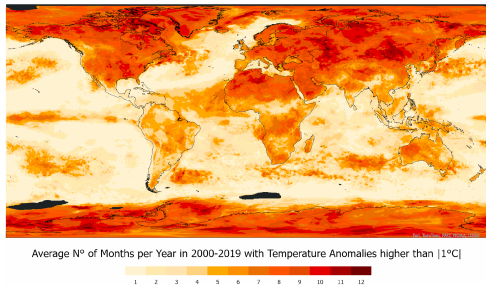 Average Nº of Months per Year in 2000-2019 with Temperature Anomalies higher than |1ºC|
1 2 3 4 5 6 7 8 9 10 11 12